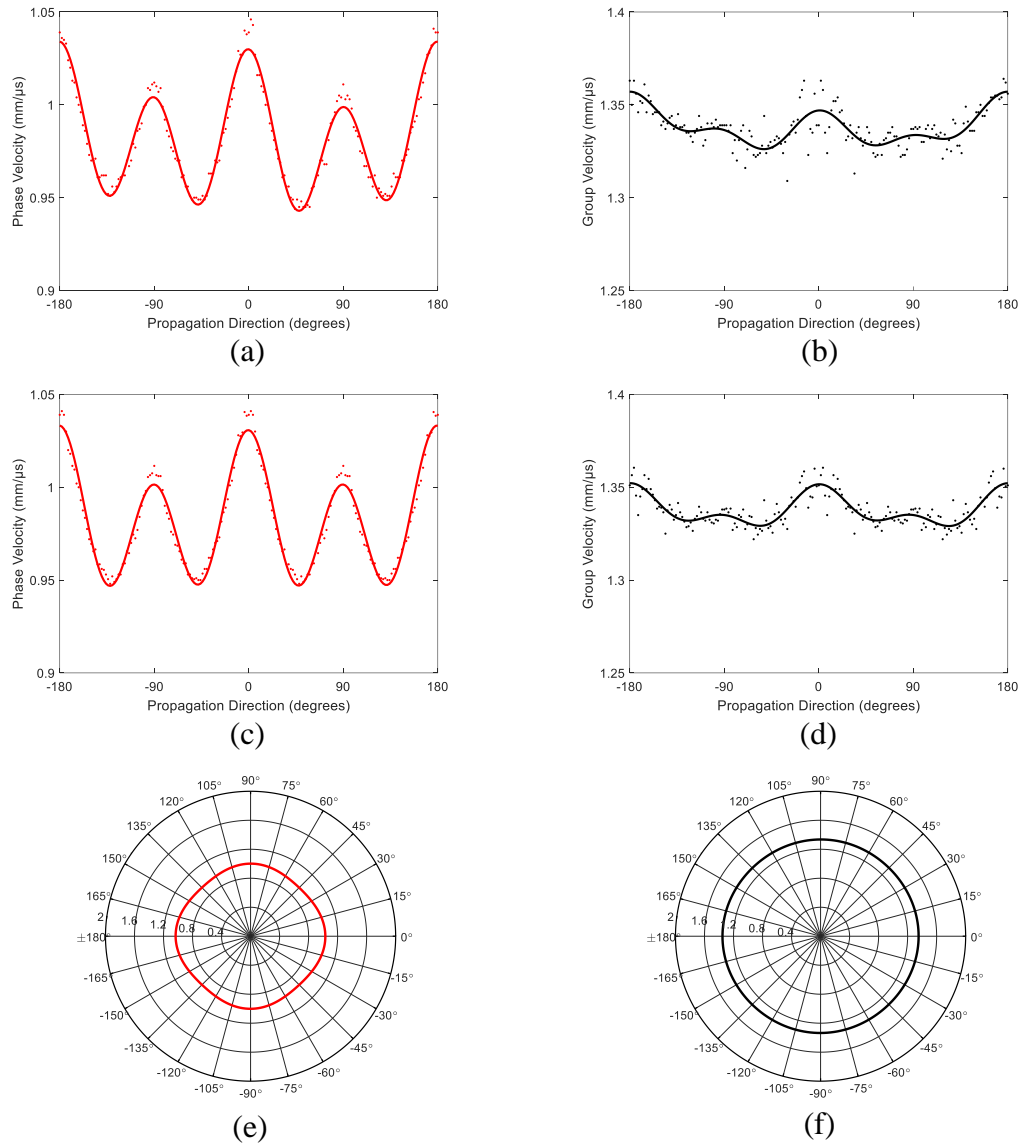 1.05
1
0.95
0.9
Phase Velocity (mm/μs)
-180 -90 0 90 180
Propagation Direction (degrees)
(a)
1.4
1.35
1.3
1.25
Group Velocity (mm/μs)
-180 -90 0 90 180
Propagation Direction (degrees)
(b)
1.05
1
0.95
0.9
Phase Velocity (mm/μs)
-180 -90 0 90 180
Propagation Direction (degrees)
(c)
1.4
1.35
1.3
1.25
Group Velocity (mm/μs)
-180 -90 0 90 180
Propagation Direction (degrees)
(d)
90°
105° 75°
120° 60°
135° 45°
150° 30°
165° 15°
2 1.6 1.2 0.8 0.4
±180° 0°
-165° -15°
-150° -30°
-135° -45°
-120° -60°
-105° -75°
-90°
(e)
90°
105° 75°
120° 60°
135° 45°
150° 30°
165° 15°
2 1.6 1.2 0.8 0.4
±180° 0°
-165° -15°
-150° -30°
-135° -45°
-120° -60°
-105° -75°
-90°
(f)